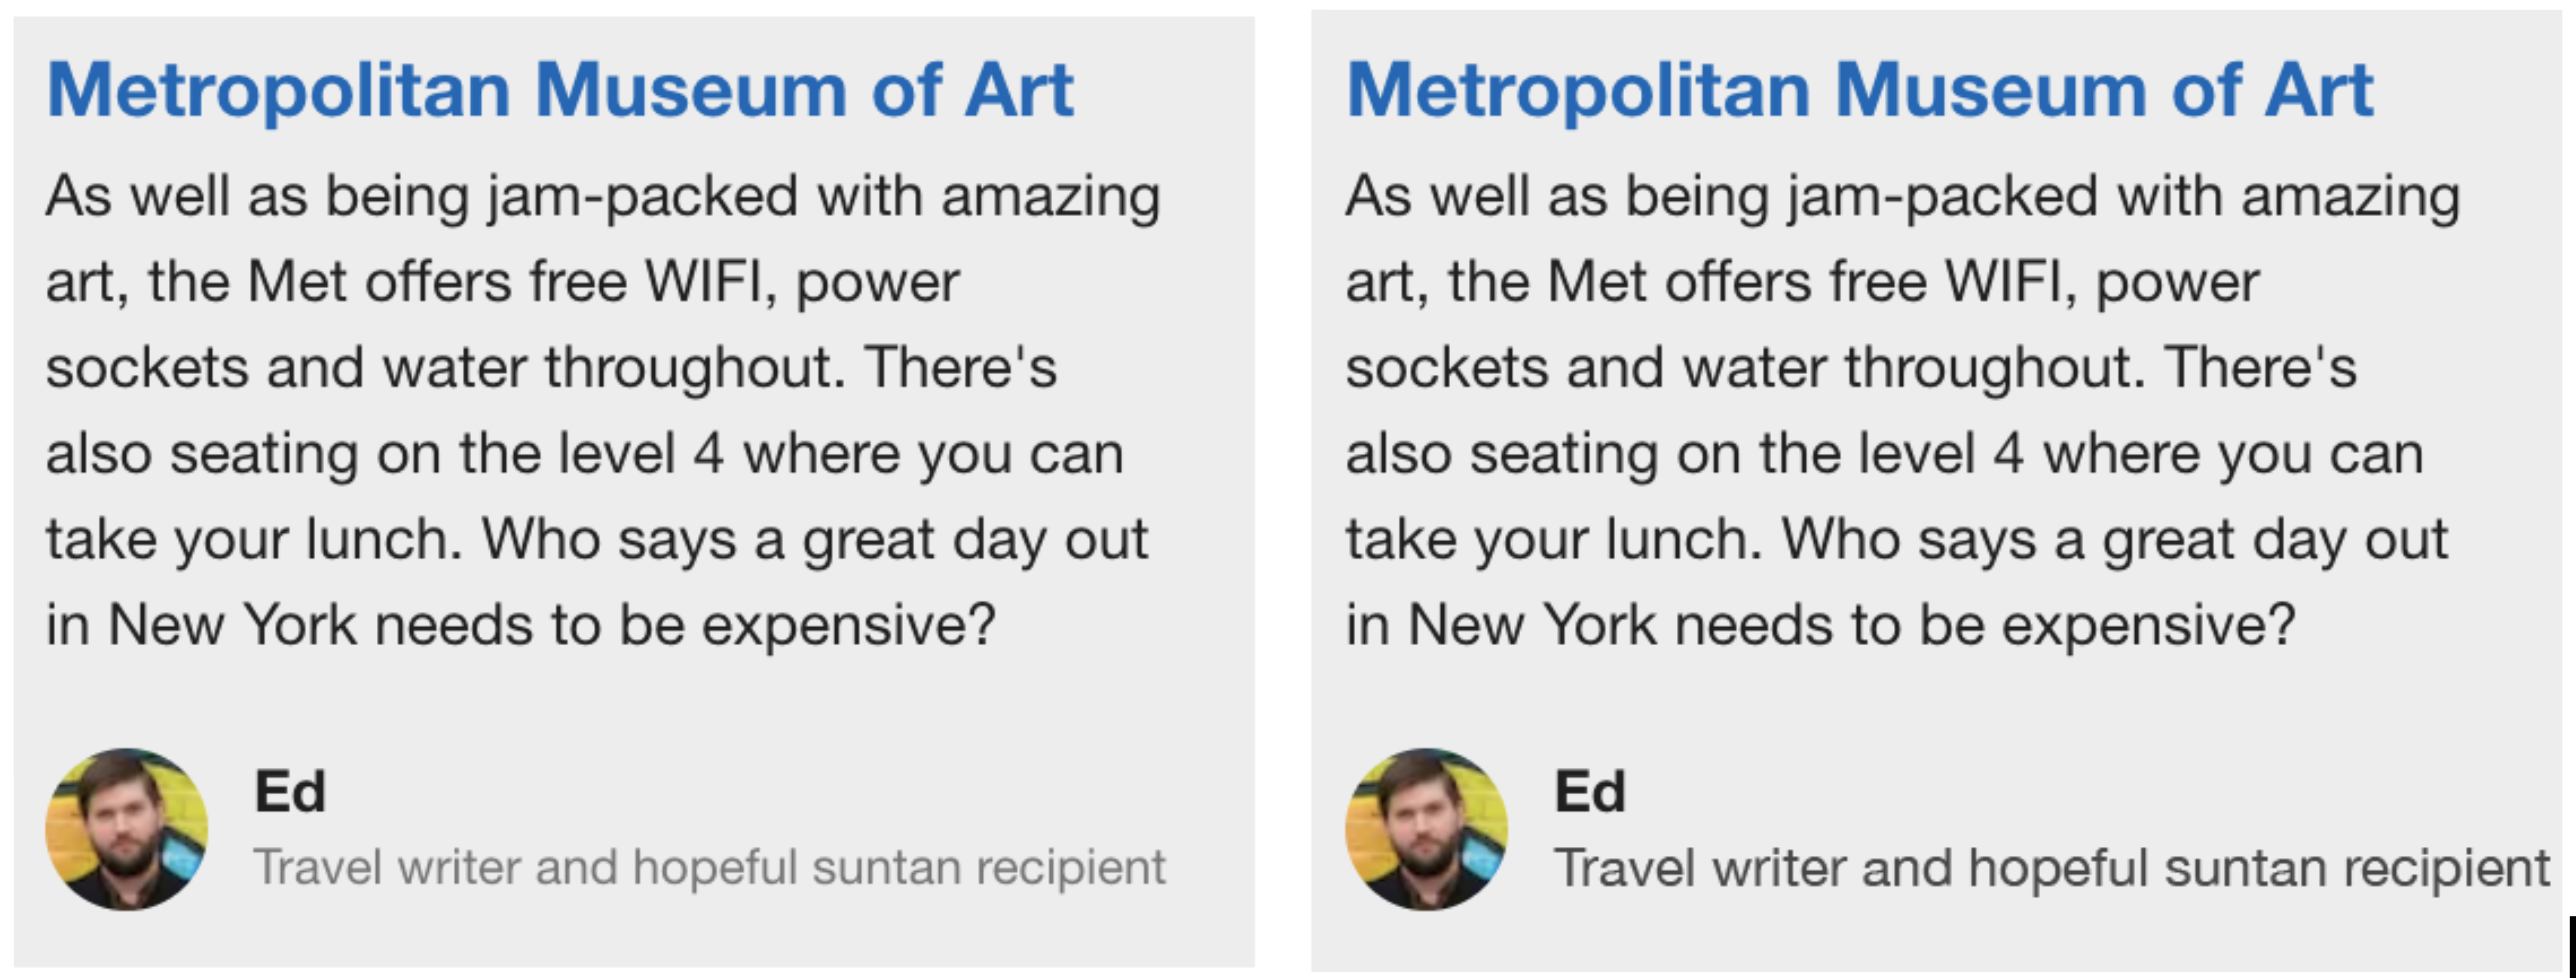 Metropolitan Museum of Art
As well as being jam-packed with amazing
art, the Met offers free WIFI, power
sockets and water throughout. There's
also seating on the level 4 where you can
take your lunch. Who says a great day out
in New York needs to be expensive?
Ed
Travel writer and hopeful suntan recipient
Metropolitan Museum of Art
As well as being jam-packed with amazing
art, the Met offers free WIFI, power
sockets and water throughout. There's
also seating on the level 4 where you can
take your lunch. Who says a great day out
in New York needs to be expensive?
Ed
Travel writer and hopeful suntan recipient